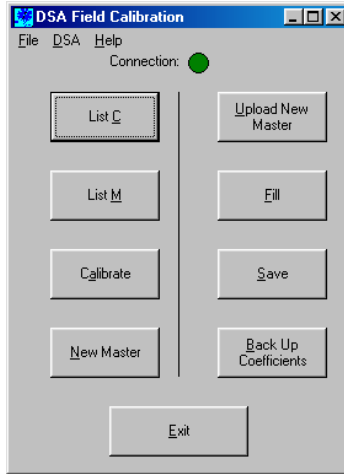 DSA Field Calibration
File DSA Help
Connection:
List C
Upload New
Master
List M
Fill
Calibrate
Save
New Master
Back Up
Coefficients
Exit